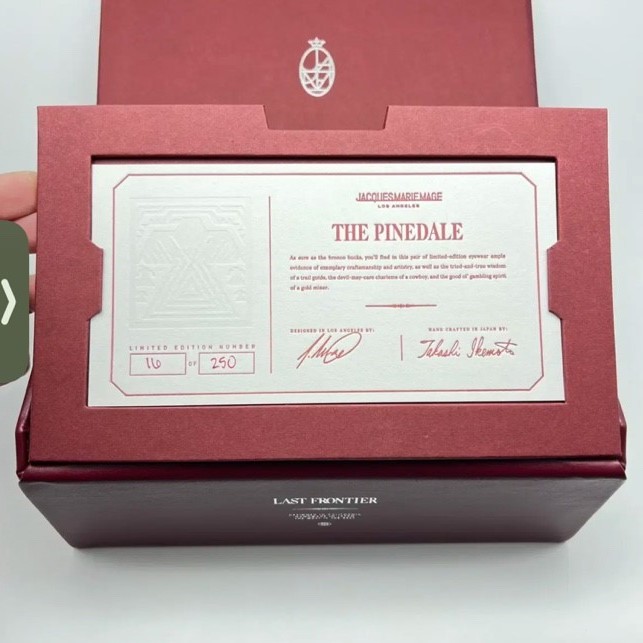 JACQUESMARIEMAGE
LOS ANGELES
THE PINEDALE
As sure as the bronco bucks, you'll find in this pair of limited-edition eyewear ample
evidence of exemplary craftsmanship and artistry, as well as the tried-and-true wisdom
of a trail guide, the devil-may-care charisma of a cowboy, and the good ol' gambling spirit
of a gold miner.
LIMITED EDITION NUMBER
16 OF 250
DESIGNED IN LOS ANGELES BY:
HAND CRAFTED IN JAPAN BY:
Takashi Ikemoto
LAST FRONTIER